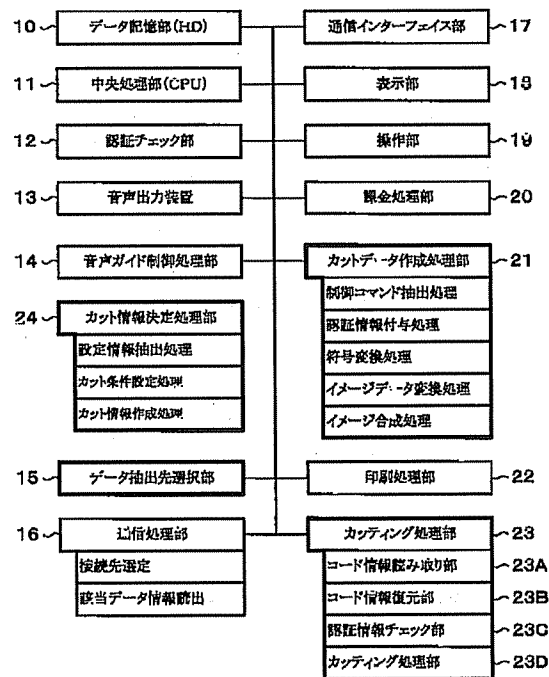 10 データ記憶部(HD)
11 中央処理部(CPU)
12 認証チェック部
13 音声出力装置
14 音声ガイド制御処理部
24 カット情報決定処理部
設定情報抽出処理
カット条件設定処理
カット情報作成処理
15 データ抽出先選択部
16 通信処理部
接続先選定
該当データ情報読出
通信インターフェイス部 17
表示部 18
操作部 19
課金処理部 20
カットデータ作成処理部 21
制御コマンド抽出処理
認証情報付与処理
符号変換処理
イメージデータ変換処理
イメージ合成処理
印刷処理部 22
カッティング処理部 23
コード情報読み取り部 23A
コード情報復元部 23B
認証情報チェック部 23C
カッティング処理部 23D